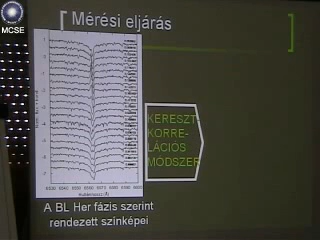 MCSE
Mérési eljárás
KERESZT-
KORRE-
LÁCIÓS
MÓDSZER
A BL Her fázis szerint
rendezett színképei